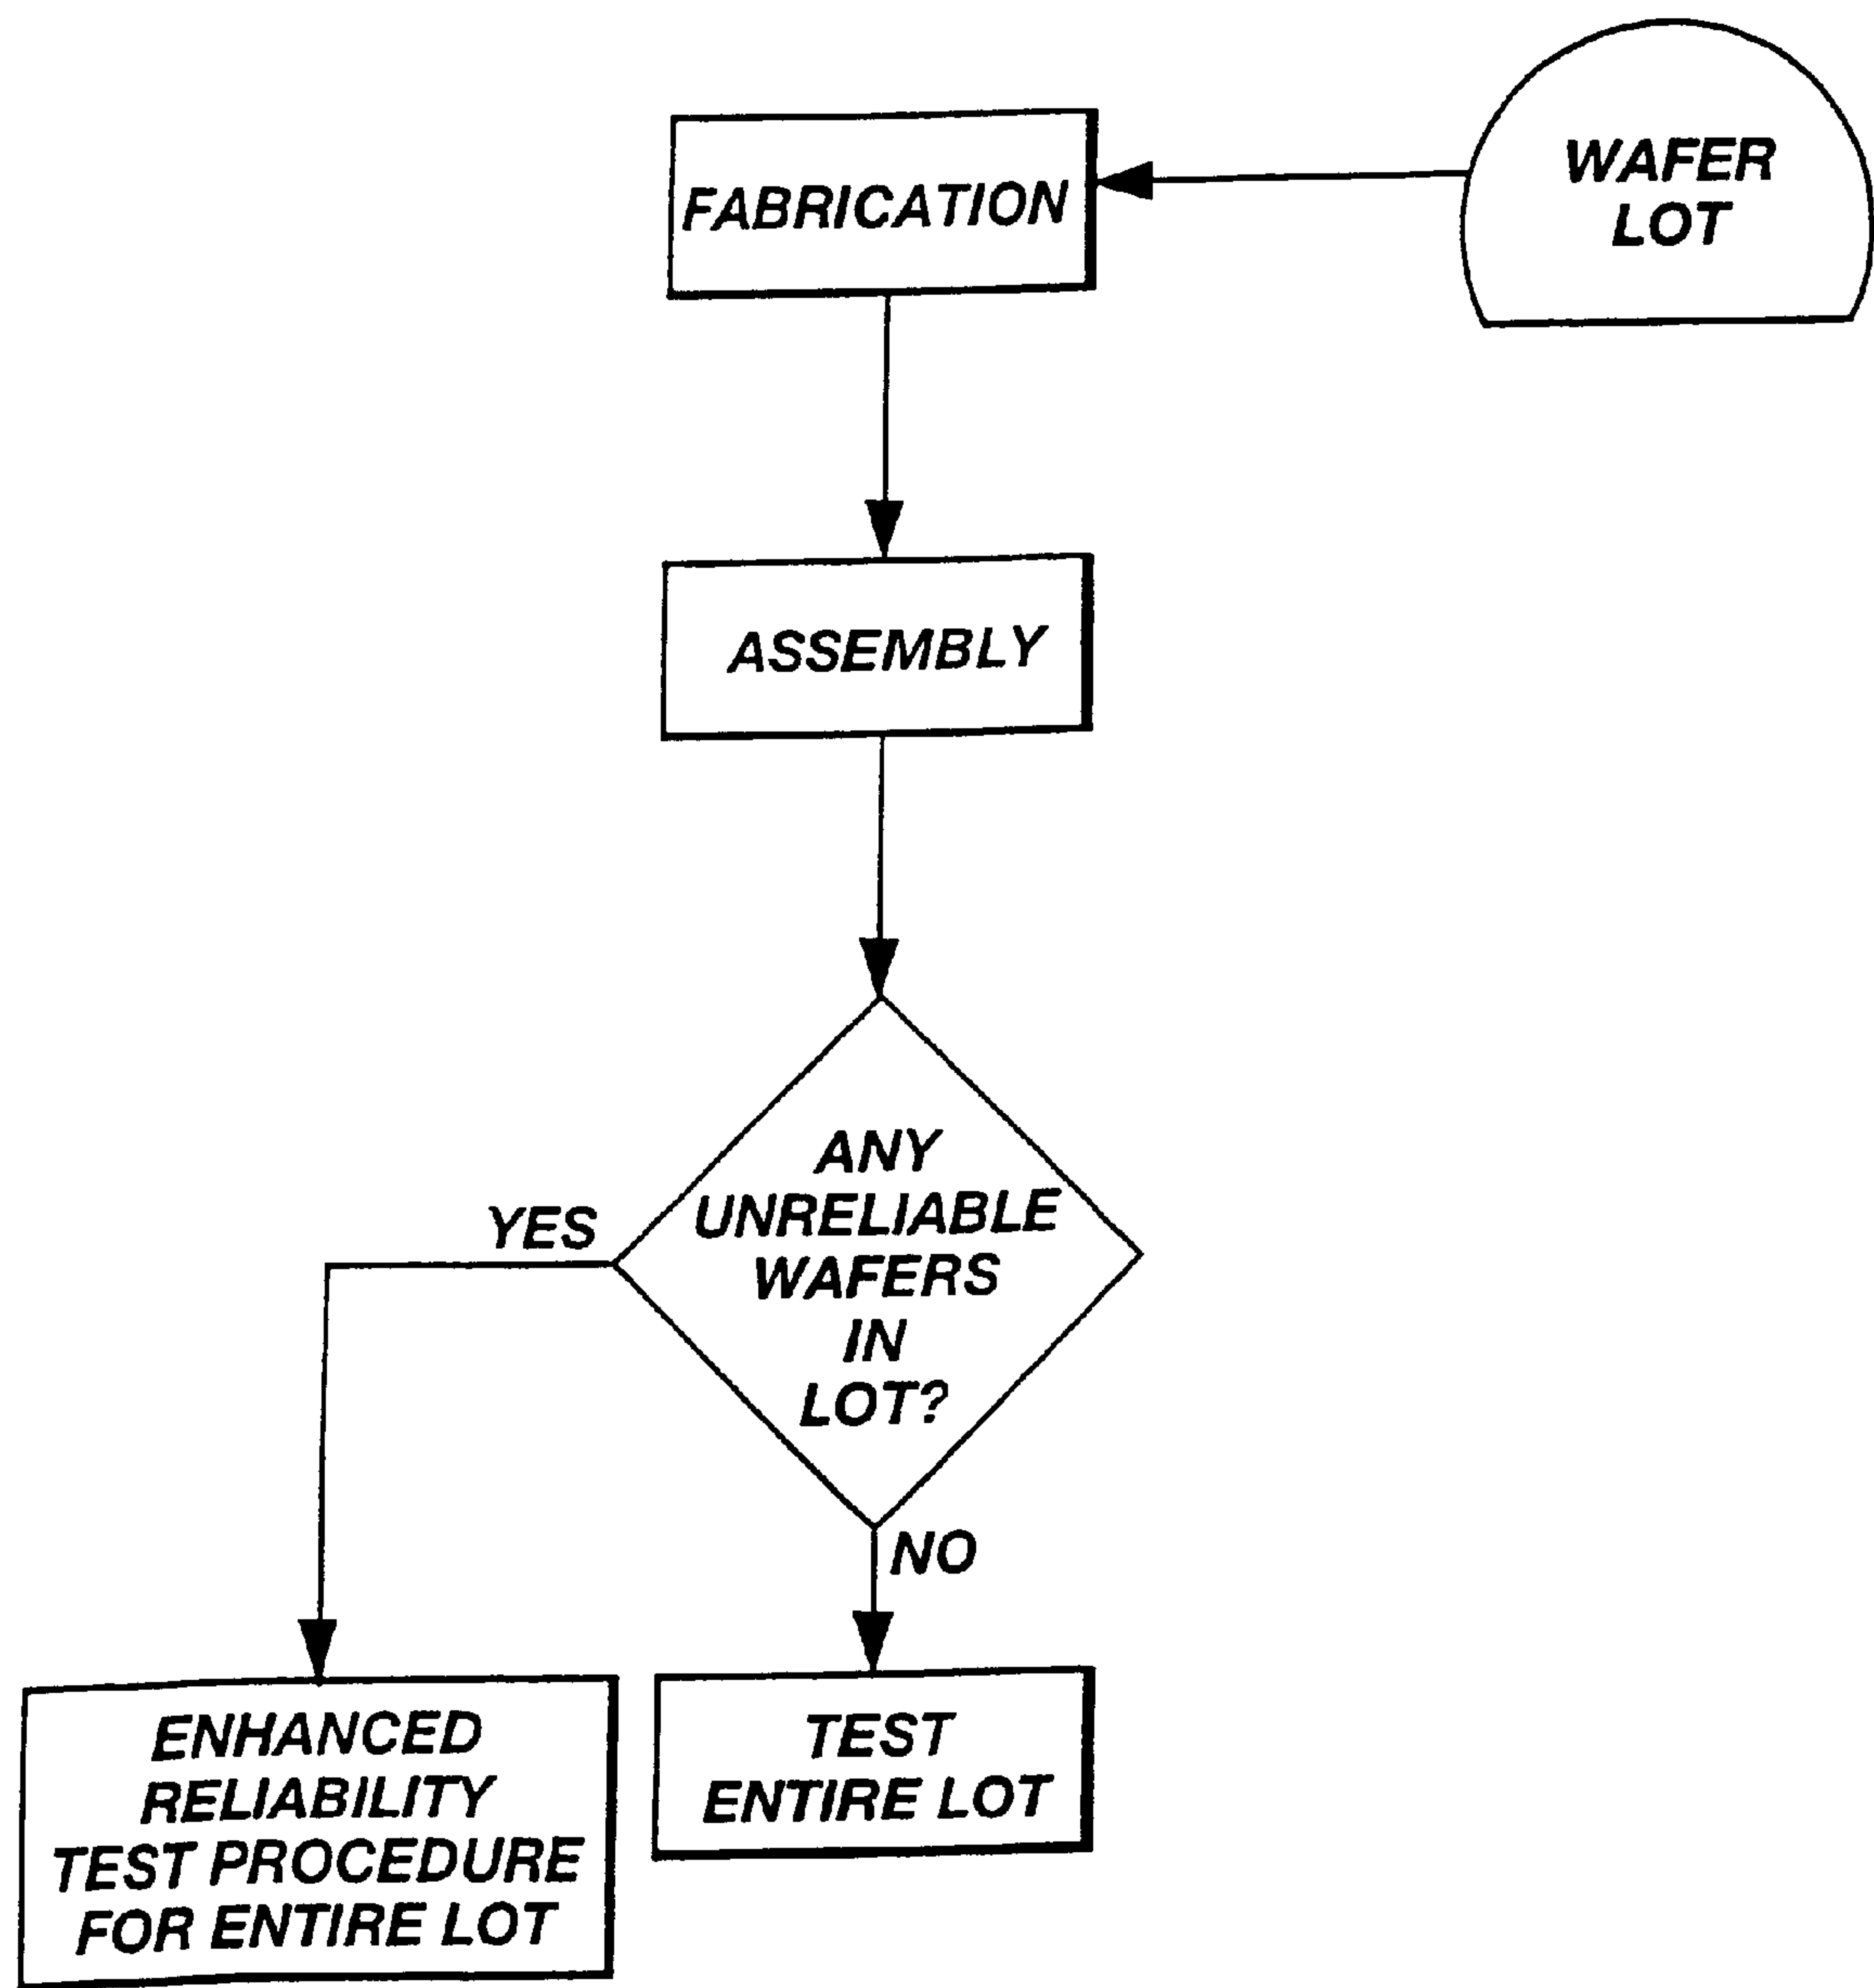 WAFER
LOT
FABRICATION
ASSEMBLY
ANY
UNRELIABLE
WAFERS
IN
LOT?
YES
NO
ENHANCED
RELIABILITY
TEST PROCEDURE
FOR ENTIRE LOT
TEST
ENTIRE LOT